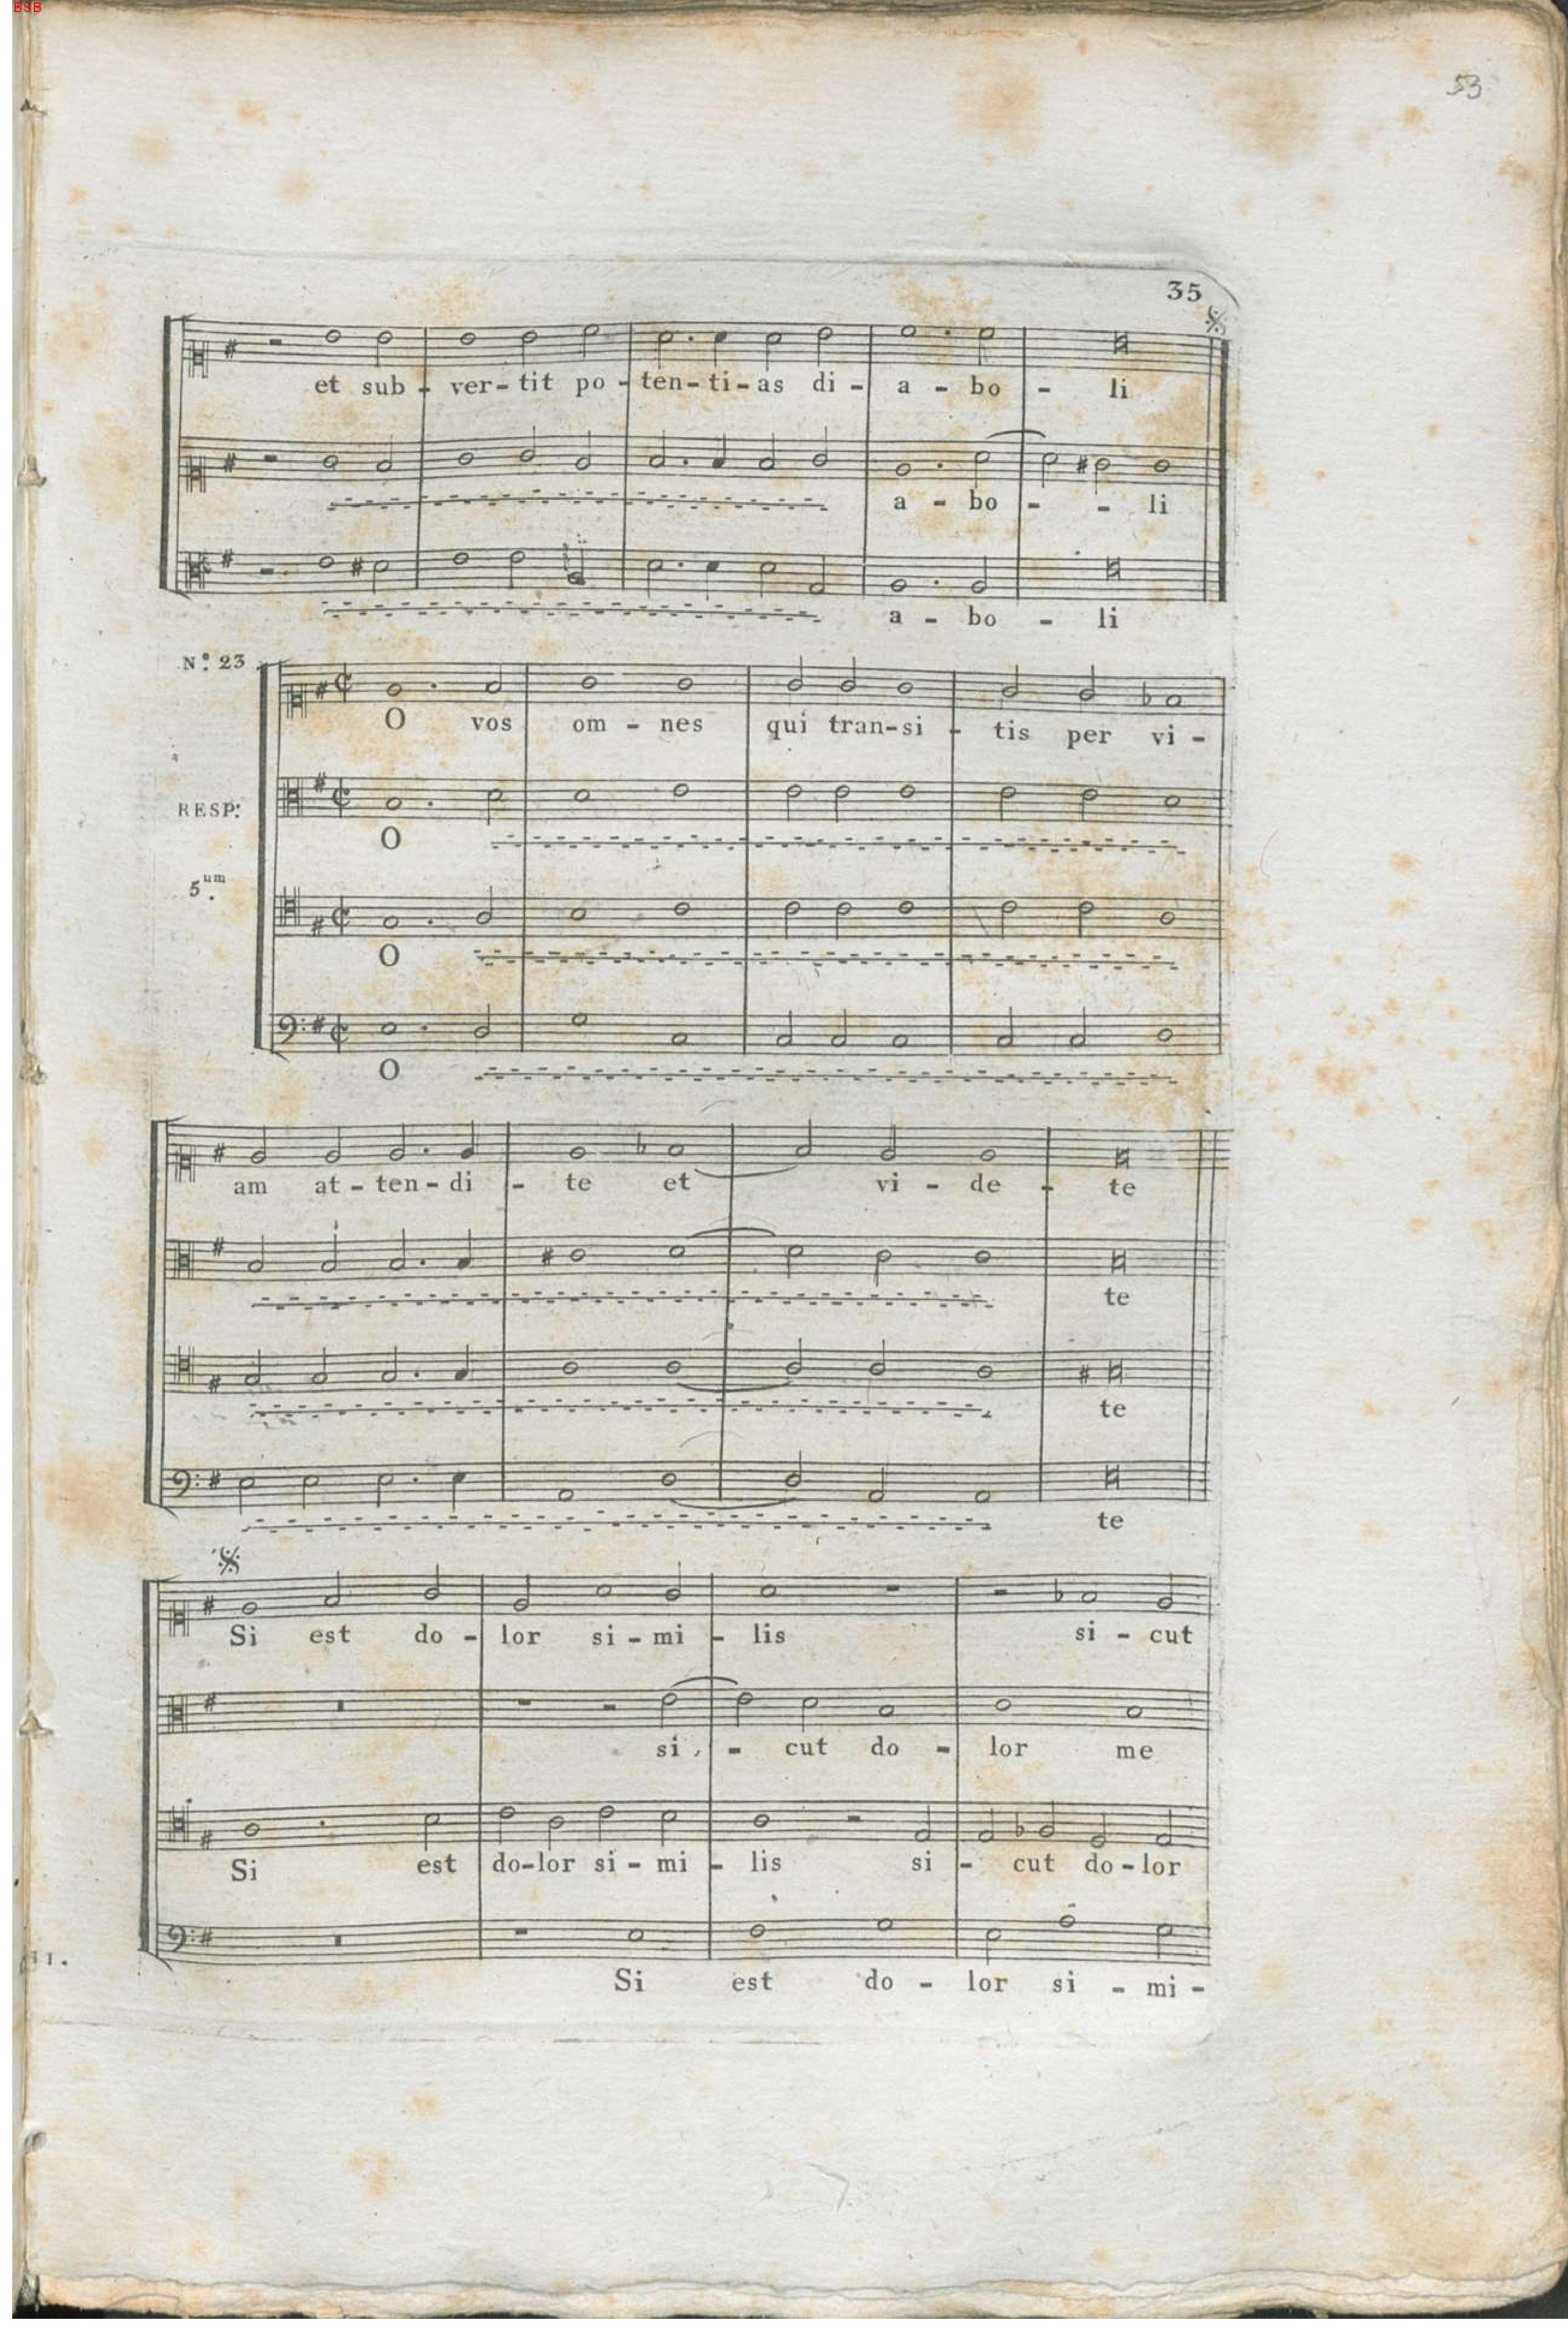 BSB
53
35
et sub - ver - tit po - ten - ti - as di - a - bo - li
a - bo - - li
a - bo - li
N.º 23
O vos om - nes qui tran - si - tis per vi -
RESP:
O
5.um
O
O
am at - ten - di - te et vi - de - te
te
te
te
Si est do - lor si - mi - lis si - cut
si - cut do - lor me
Si est do - lor si - mi - lis si - cut do - lor
11.
Si est do - lor si - mi -